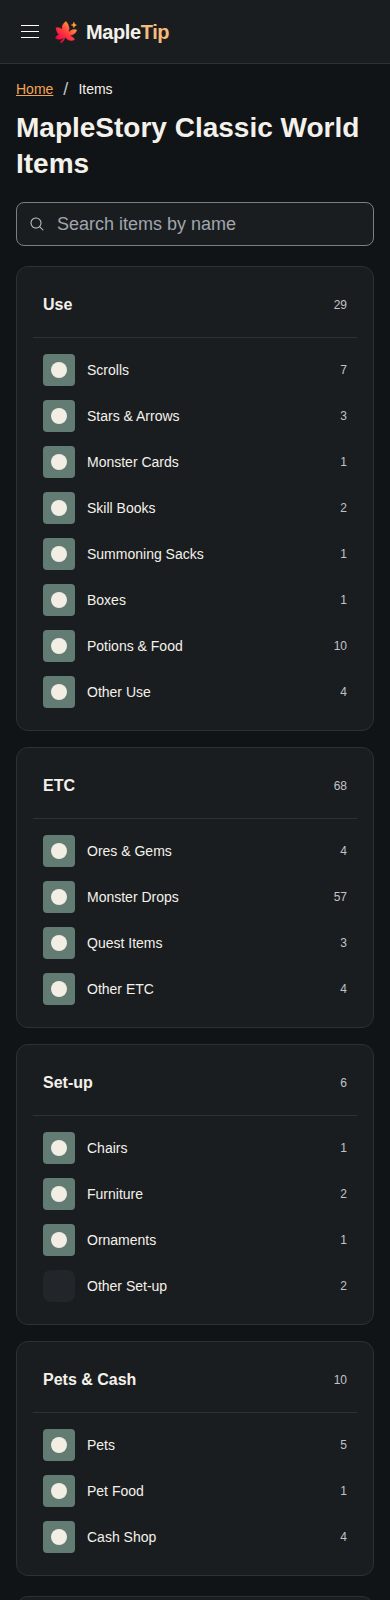 MapleTip
Home / Items
MapleStory Classic World
Items
Search items by name
Use 29
Scrolls 7
Stars & Arrows 3
Monster Cards 1
Skill Books 2
Summoning Sacks 1
Boxes 1
Potions & Food 10
Other Use 4
ETC 68
Ores & Gems 4
Monster Drops 57
Quest Items 3
Other ETC 4
Set-up 6
Chairs 1
Furniture 2
Ornaments 1
Other Set-up 2
Pets & Cash 10
Pets 5
Pet Food 1
Cash Shop 4